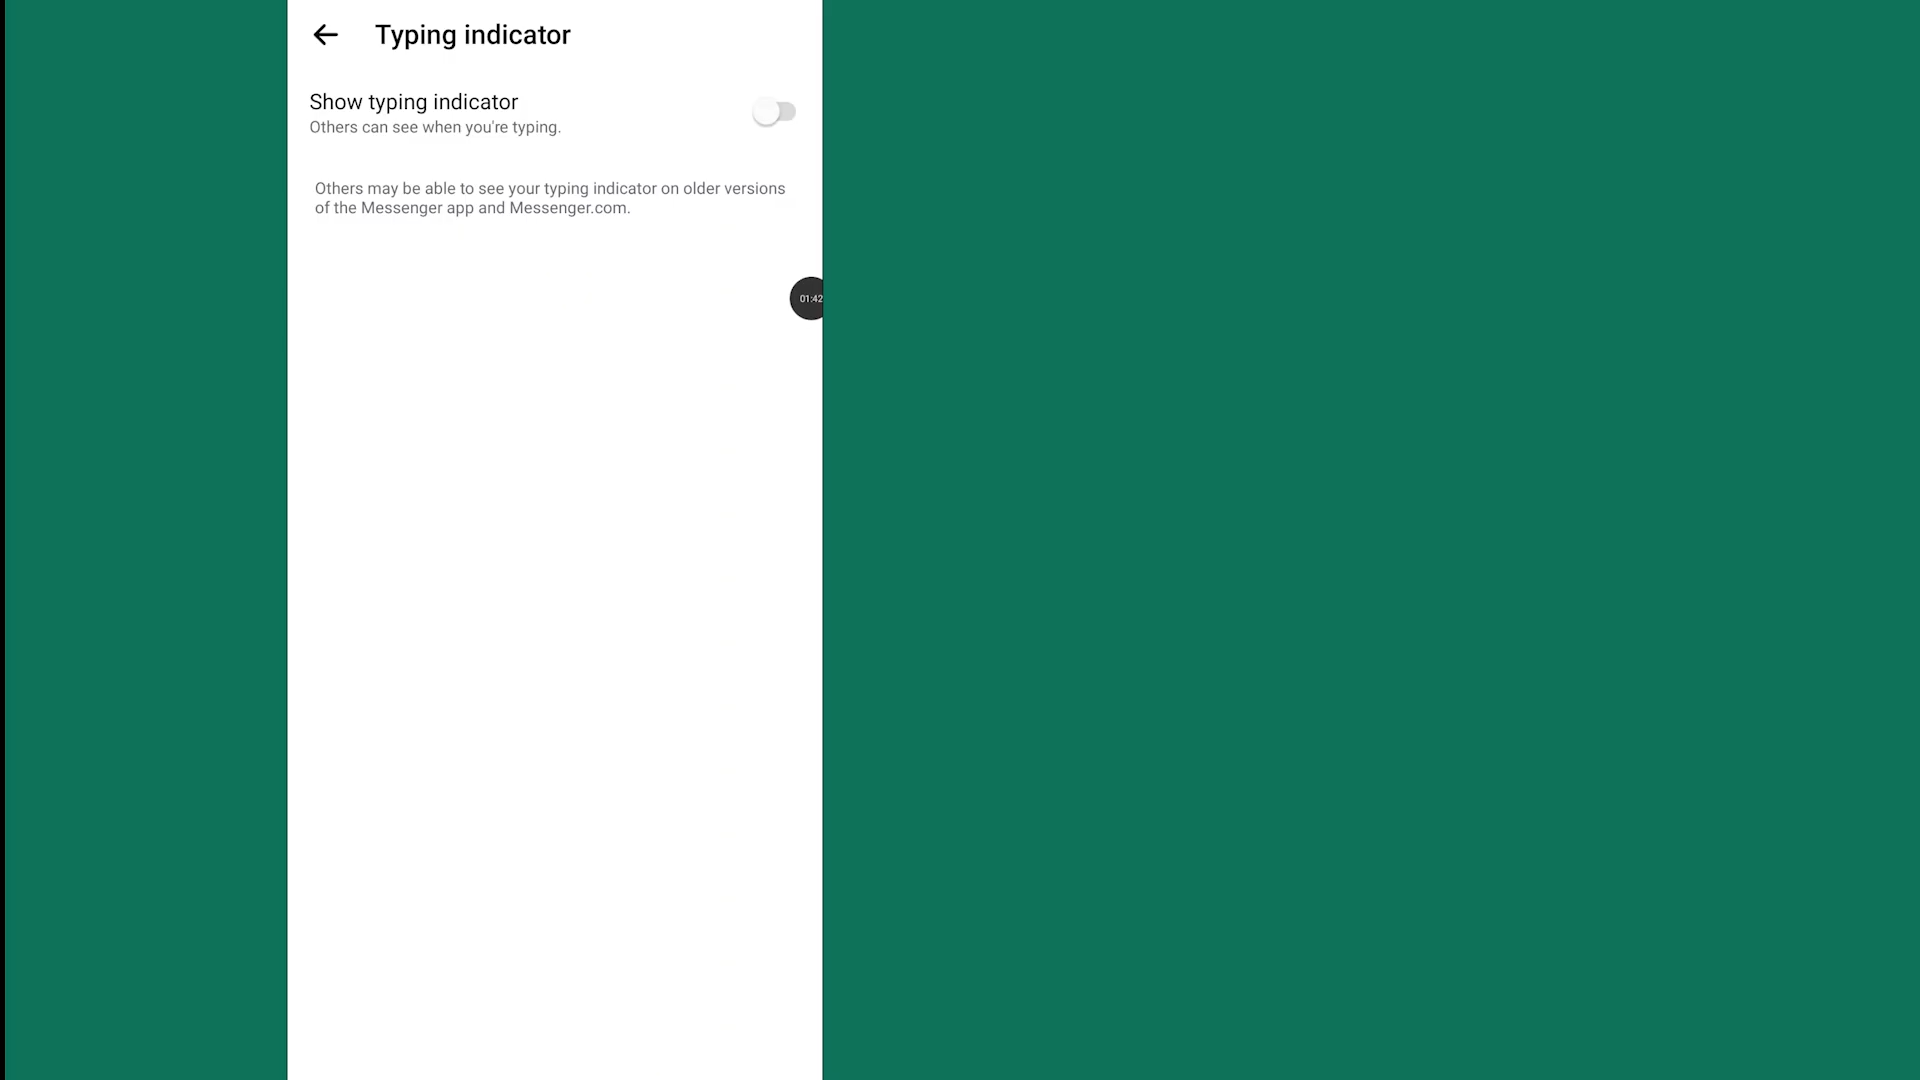 Typing indicator
Show typing indicator
Others can see when you're typing.
Others may be able to see your typing indicator on older versions
of the Messenger app and Messenger.com.
01:42